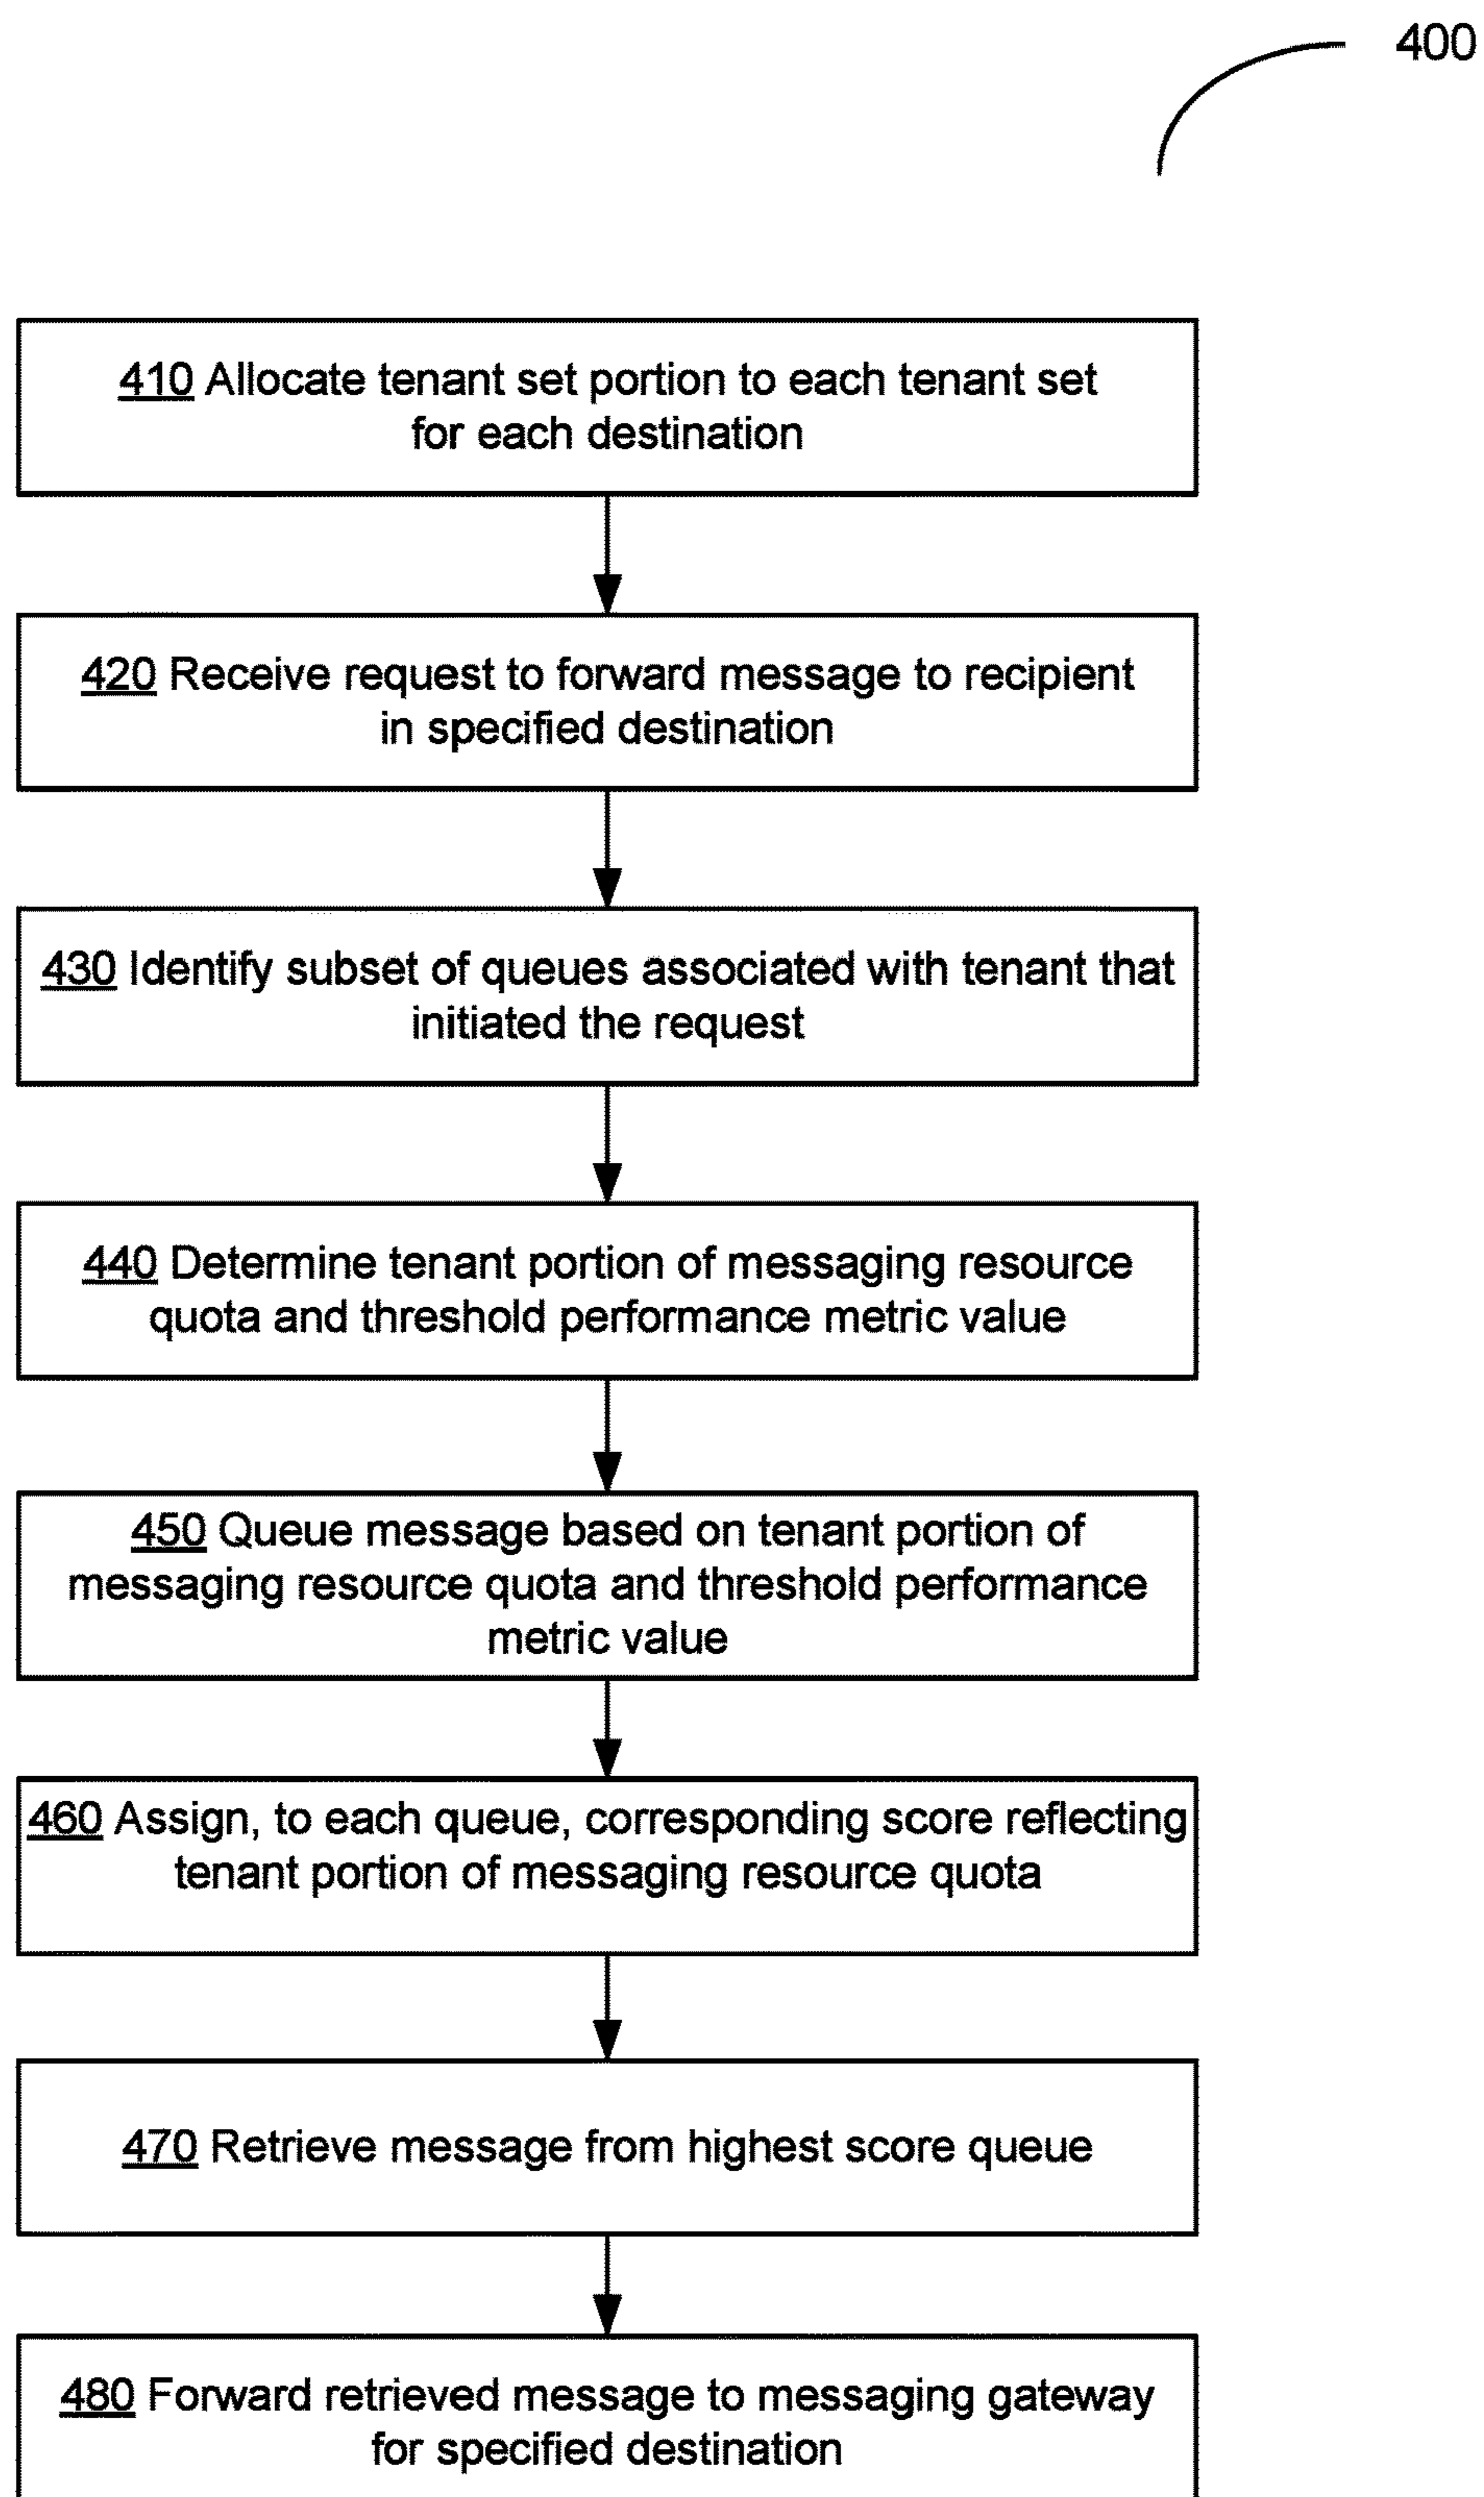 400
410 Allocate tenant set portion to each tenant set
for each destination
420 Receive request to forward message to recipient
in specified destination
430 Identify subset of queues associated with tenant that
initiated the request
440 Determine tenant portion of messaging resource
quota and threshold performance metric value
450 Queue message based on tenant portion of
messaging resource quota and threshold performance
metric value
460 Assign, to each queue, corresponding score reflecting
tenant portion of messaging resource quota
470 Retrieve message from highest score queue
480 Forward retrieved message to messaging gateway
for specified destination